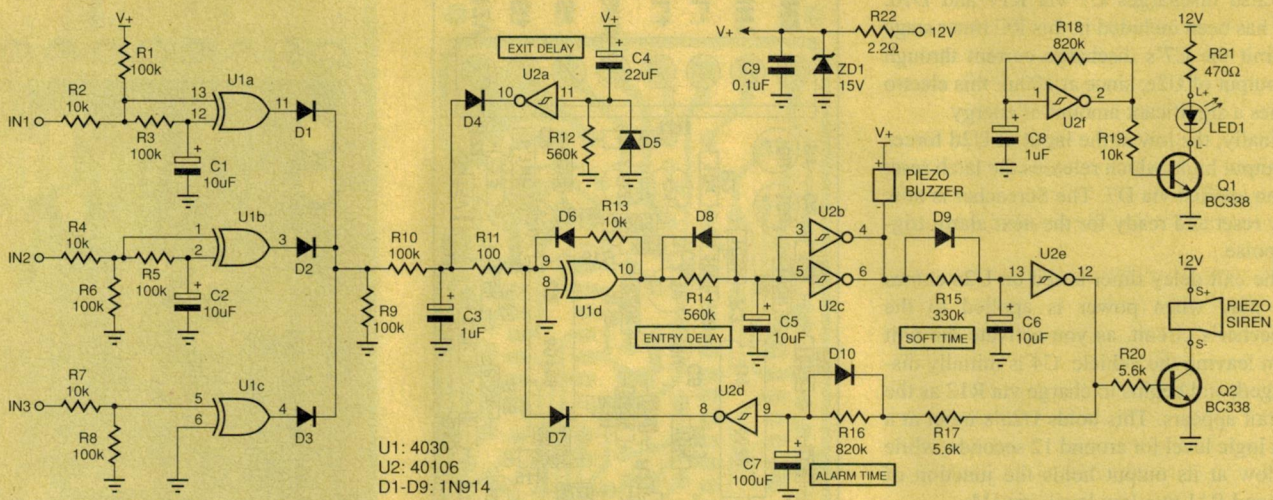 V+
R1
100k
R2
10k
IN1
R3
100k
13
12
U1a
11
D1
+
C1
10uF
R4
10k
IN2
R6
100k
R5
100k
1
2
U1b
3
D2
+
C2
10uF
R7
10k
IN3
R8
100k
5
6
U1c
4
D3
R9
100k
R10
100k
+
C3
1uF
R11
100
EXIT DELAY
V+
+
C4
22uF
U2a
10
11
D4
R12
560k
D5
D6
R13
10k
9
8
10
U1d
D7
D8
R14
560k
ENTRY DELAY
+
C5
10uF
U2b
3
4
5
6
U2c
V+
+
-
PIEZO
BUZZER
D9
R15
330k
SOFT TIME
+
C6
10uF
13
12
U2e
U2d
8
9
+
C7
100uF
D10
R16
820k
ALARM TIME
R17
5.6k
R20
5.6k
Q2
BC338
12V
S+
PIEZO
SIREN
S-
V+
C9
0.1uF
ZD1
15V
R22
2.2Ω
12V
R18
820k
1
2
U2f
+
C8
1uF
R19
10k
12V
R21
470Ω
L+
LED1
L-
Q1
BC338
U1: 4030
U2: 40106
D1-D9: 1N914